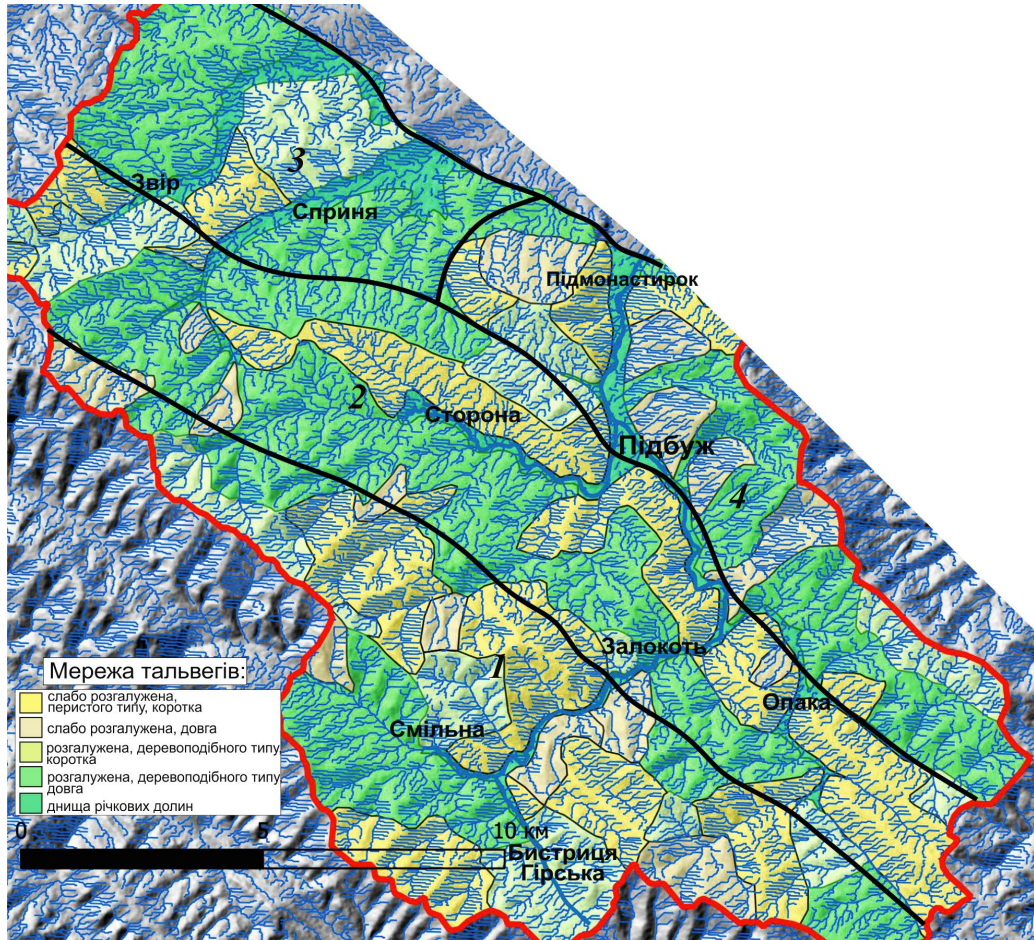 3
Звір
Сприня
Підмонастирок
2
Сторона
Підбуж
4
Залокоть
1
Опака
Смільна
Мережа тальвегів:
слабо розгалужена,
перистого типу, коротка
слабо розгалужена, довга
розгалужена, деревоподібного типу,
коротка
розгалужена, деревоподібного типу,
довга
днища річкових долин
0 5 10 км
Бистриця
Гірська